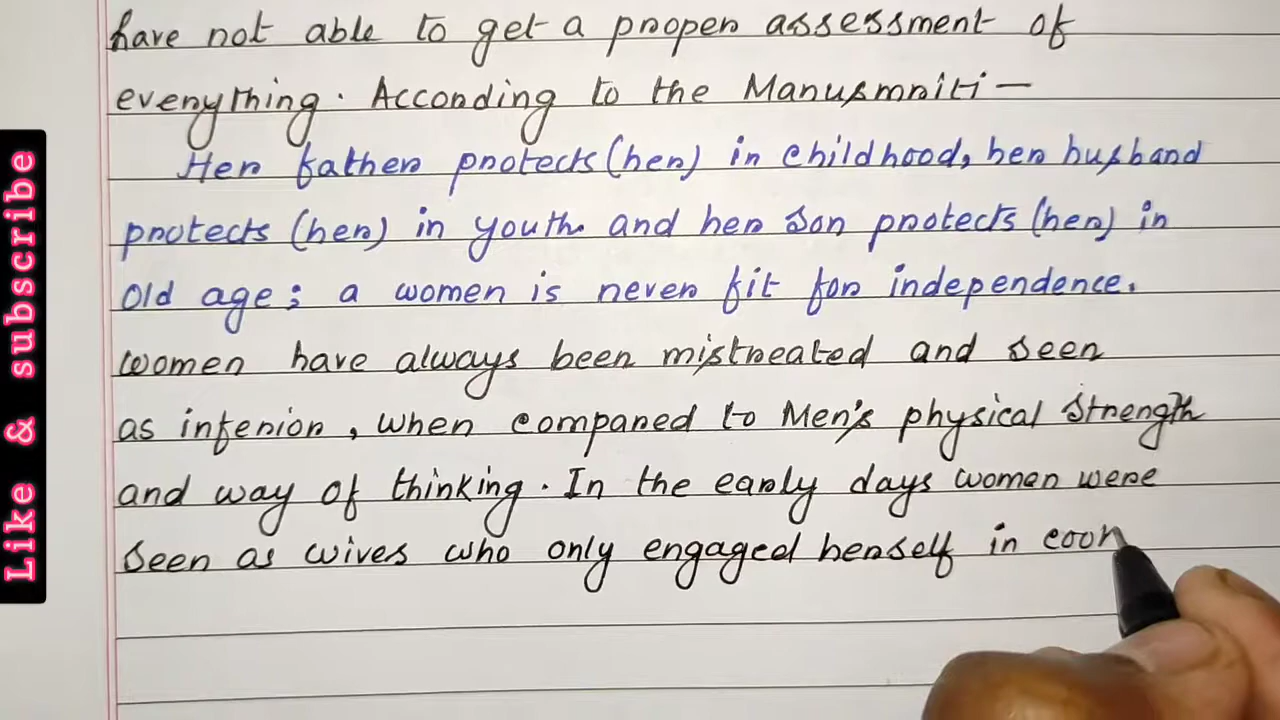 have not able to get a proper assessment of
everything. According to the Manusmriti —
Her father protects (her) in childhood, her husband
protects (her) in youth and her son protects (her) in
old age; a women is never fit for independence.
women have always been mistreated and seen
as inferior, when compared to Men's physical strength
and way of thinking. In the early days women were
seen as wives who only engaged herself in
Like & subscribe